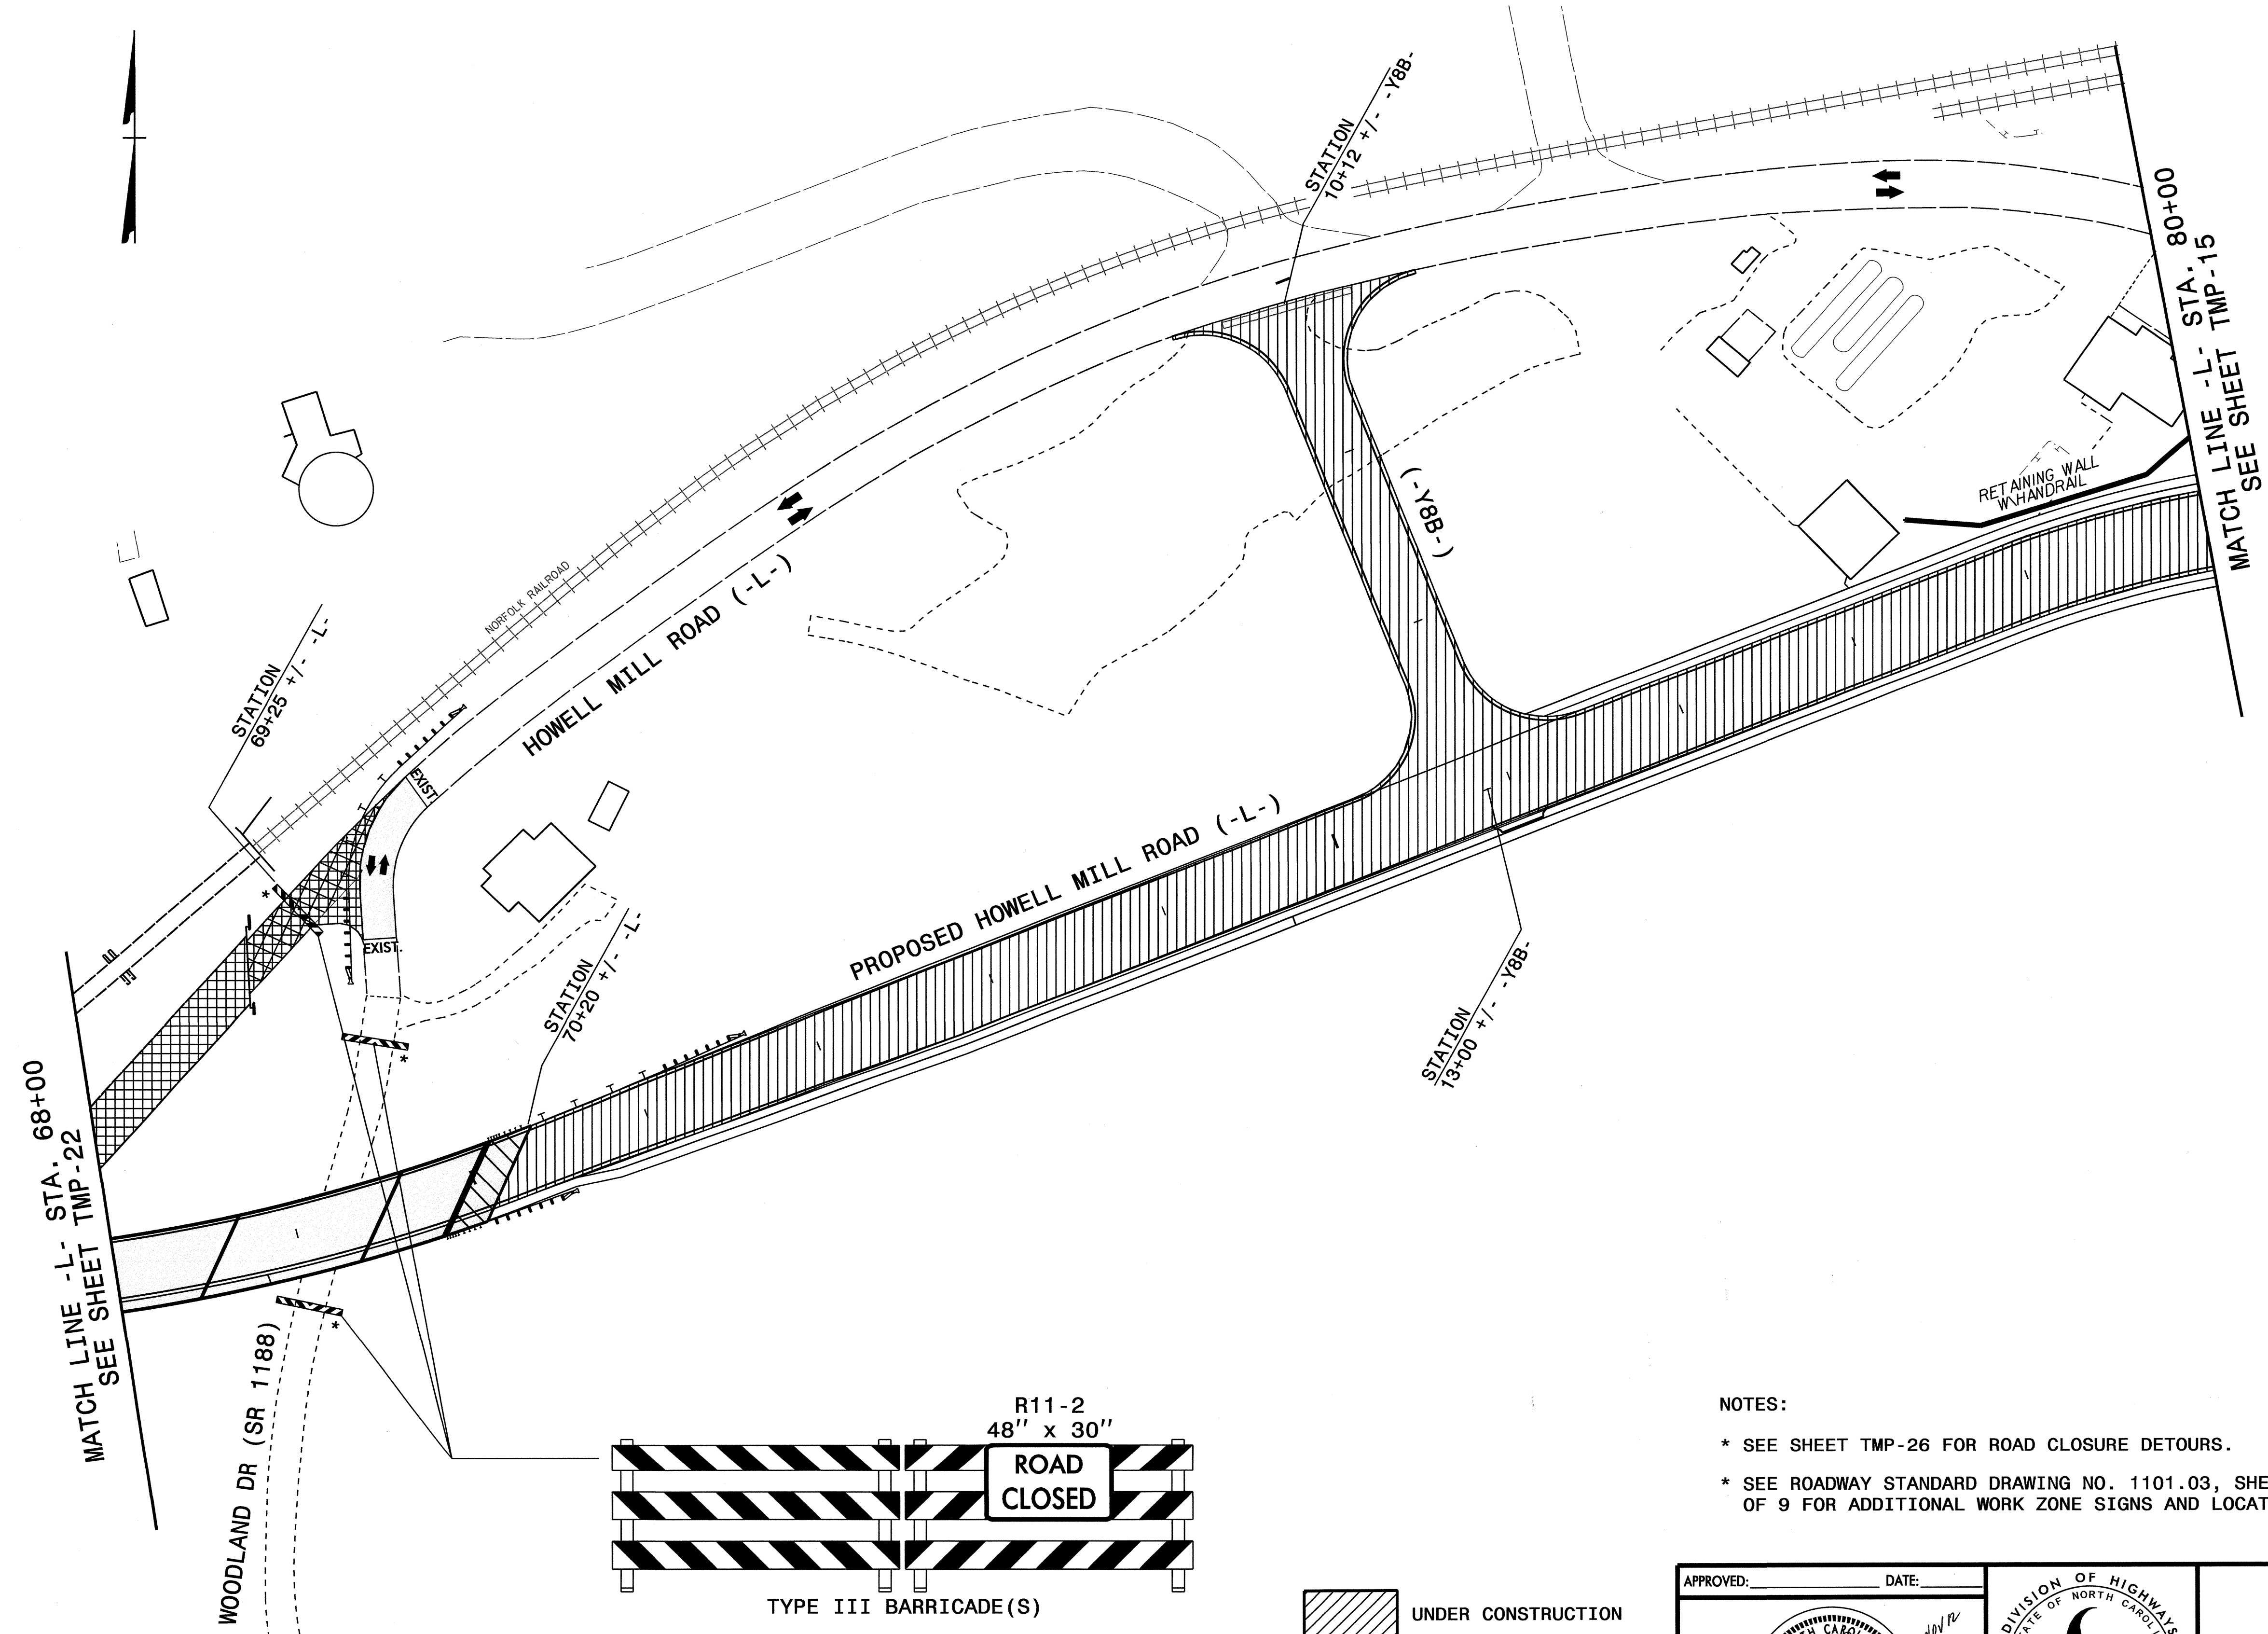 STATION
10+12 +/- -Y8B-
80+00
MATCH LINE -L- STA.
SEE SHEET TMP-15
RETAINING WALL
W\HANDRAIL
(-Y8B-)
NORFOLK RAILROAD
HOWELL MILL ROAD (-L-)
STATION
69+25 +/- -L-
EXIST.
EXIST.
*
*
*
STATION
70+20 +/- -L-
PROPOSED HOWELL MILL ROAD (-L-)
STATION
13+00 +/- -Y8B-
68+00
MATCH LINE -L- STA.
SEE SHEET TMP-22
WOODLAND DR (SR 1188)
R11-2
48" x 30"
ROAD
CLOSED
TYPE III BARRICADE(S)
NOTES:
* SEE SHEET TMP-26 FOR ROAD CLOSURE DETOURS.
* SEE ROADWAY STANDARD DRAWING NO. 1101.03, SHE
OF 9 FOR ADDITIONAL WORK ZONE SIGNS AND LOCAT
UNDER CONSTRUCTION
APPROVED: DATE:
DIVISION OF HIGHWAYS